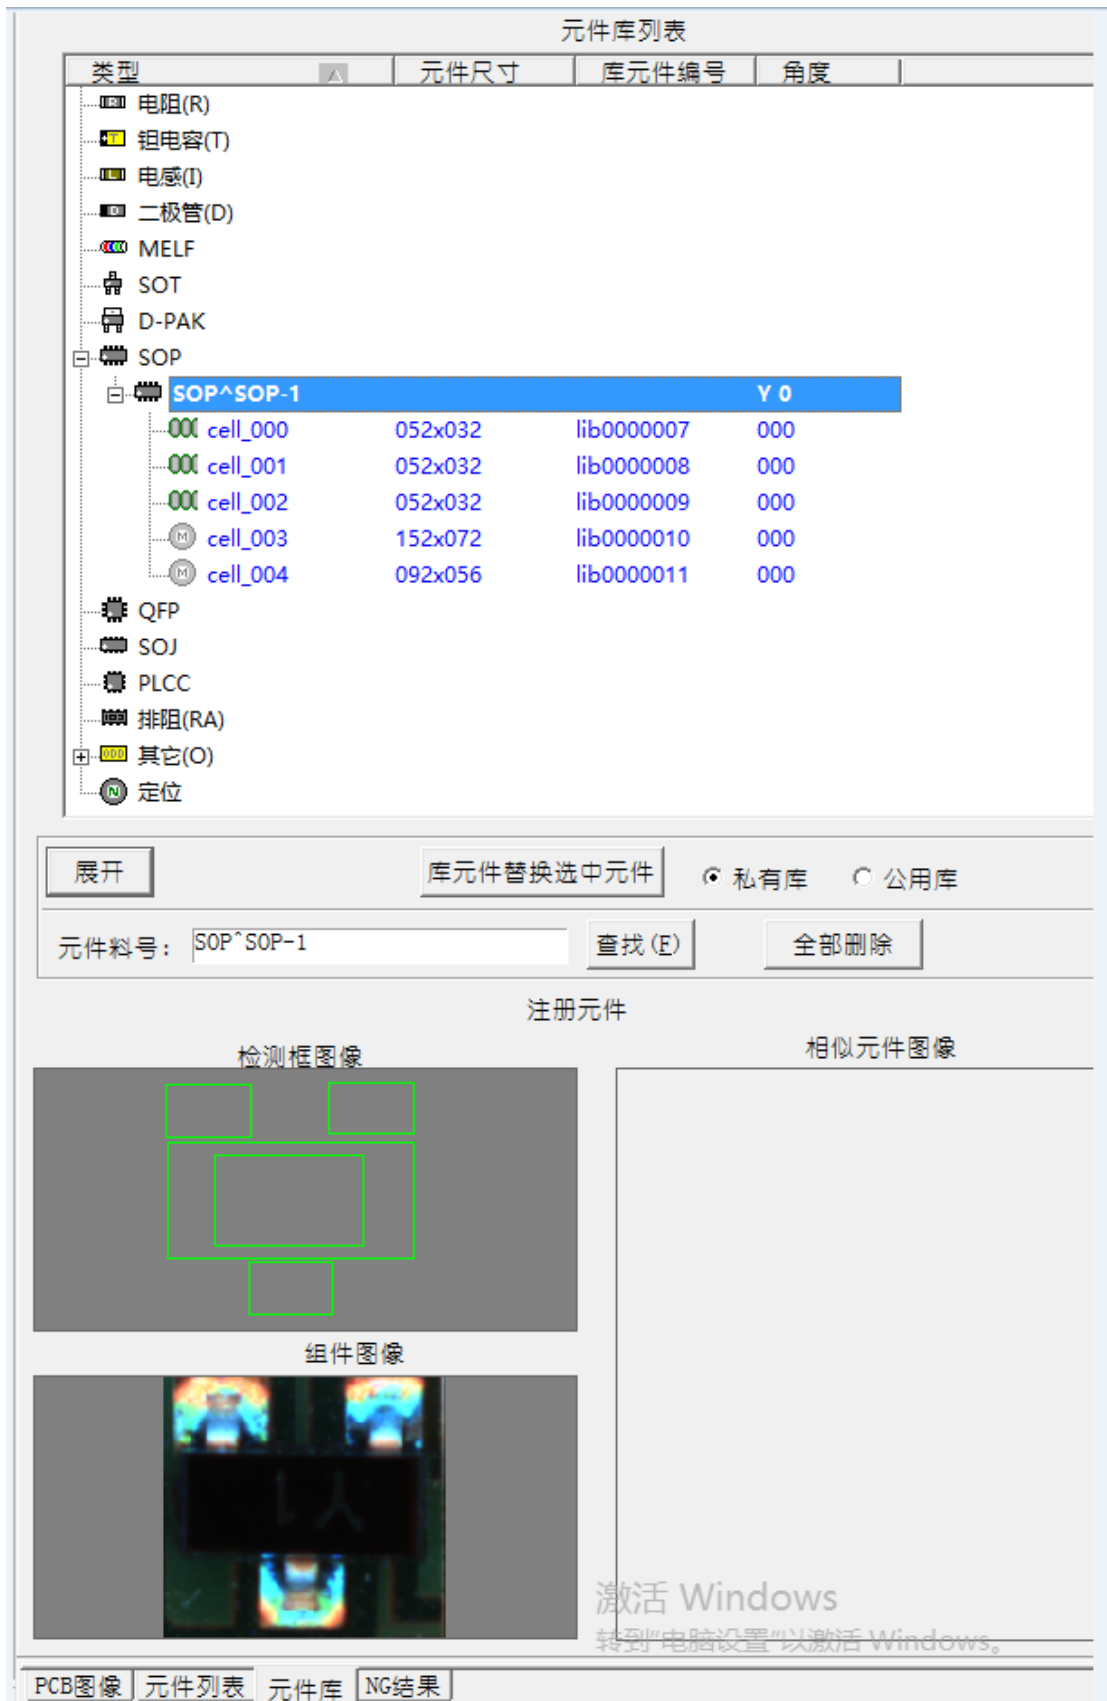 元件库列表
类型 元件尺寸 库元件编号 角度
电阻(R)
钽电容(T)
电感(I)
二极管(D)
MELF
SOT
D-PAK
SOP
SOP^SOP-1 Y 0
cell_000 052x032 lib0000007 000
cell_001 052x032 lib0000008 000
cell_002 052x032 lib0000009 000
cell_003 152x072 lib0000010 000
cell_004 092x056 lib0000011 000
QFP
SOJ
PLCC
排阻(RA)
其它(O)
定位
展开 库元件替换选中元件 私有库 公用库
元件料号: SOP^SOP-1 查找(F) 全部删除
注册元件
检测框图像 相似元件图像
组件图像
激活 Windows
转到"电脑设置"以激活 Windows。
PCB图像 元件列表 元件库 NG结果